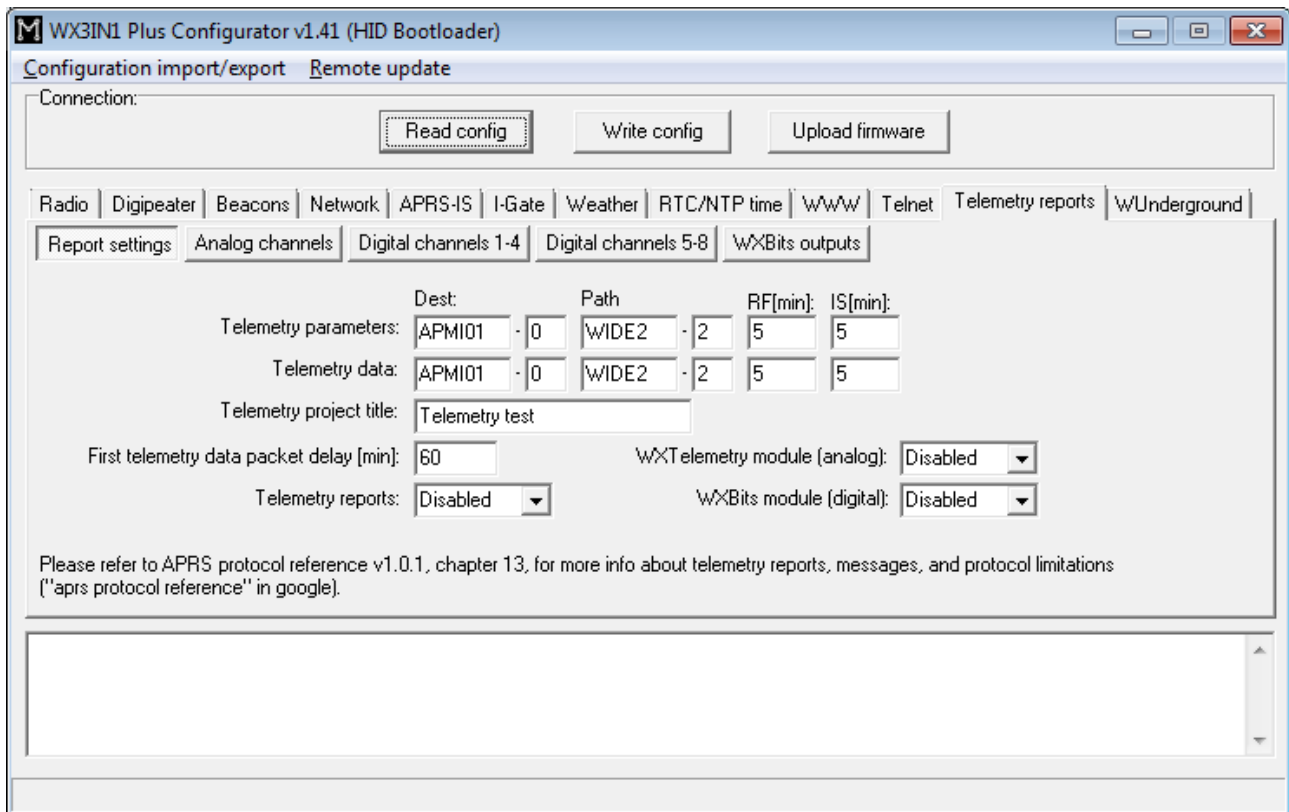 WX3IN1 Plus Configurator v1.41 (HID Bootloader)
Configuration import/export Remote update
Connection:
Read config Write config Upload firmware
Radio Digipeater Beacons Network APRS-IS I-Gate Weather RTC/NTP time WWW Telnet Telemetry reports WUnderground
Report settings Analog channels Digital channels 1-4 Digital channels 5-8 WXBits outputs
Dest: Path RF[min]: IS[min]:
Telemetry parameters: APMI01 - 0 WIDE2 - 2 5 5
Telemetry data: APMI01 - 0 WIDE2 - 2 5 5
Telemetry project title: Telemetry test
First telemetry data packet delay [min]: 60 WXTelemetry module (analog): Disabled
Telemetry reports: Disabled WXBits module (digital): Disabled
Please refer to APRS protocol reference v1.0.1, chapter 13, for more info about telemetry reports, messages, and protocol limitations
("aprs protocol reference" in google).